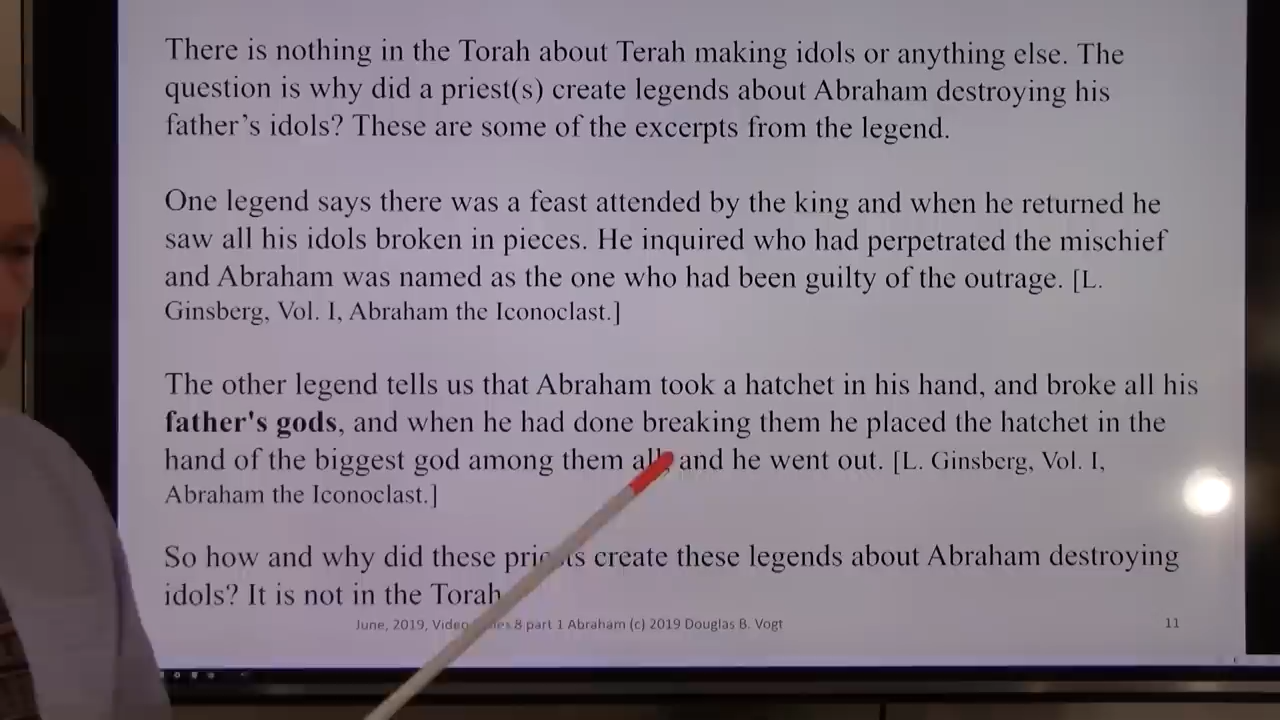 There is nothing in the Torah about Terah making idols or anything else. The
question is why did a priest(s) create legends about Abraham destroying his
father's idols? These are some of the excerpts from the legend.
One legend says there was a feast attended by the king and when he returned he
saw all his idols broken in pieces. He inquired who had perpetrated the mischief
and Abraham was named as the one who had been guilty of the outrage. [L.
Ginsberg, Vol. I, Abraham the Iconoclast.]
The other legend tells us that Abraham took a hatchet in his hand, and broke all his
father's gods, and when he had done breaking them he placed the hatchet in the
hand of the biggest god among them all, and he went out. [L. Ginsberg, Vol. I,
Abraham the Iconoclast.]
So how and why did these priests create these legends about Abraham destroying
idols? It is not in the Torah
June, 2019, Video 8 part 1 Abraham (c) 2019 Douglas B. Vogt
11